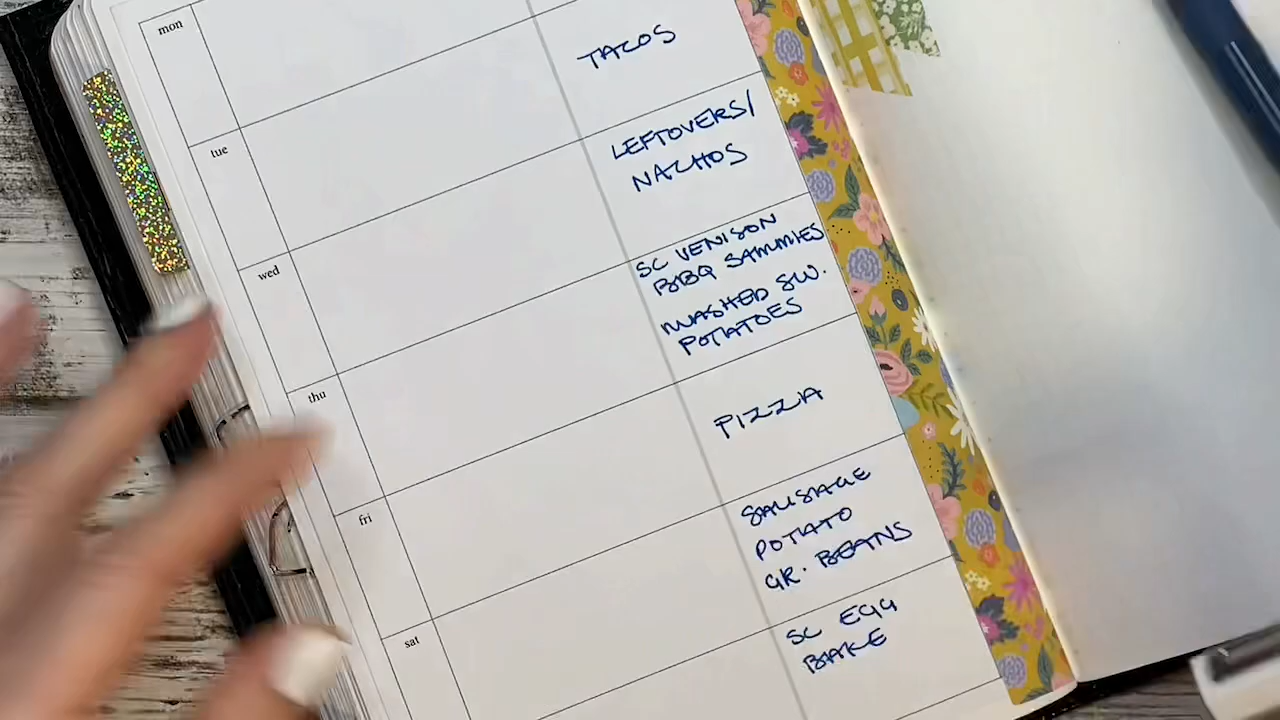 mon
TACOS
tue
LEFTOVERS/
NACHOS
wed
SC VENISON
BBQ SAMMIES
MASHED SW.
POTATOES
thu
PIZZA
fri
SAUSAGE
POTATO
GR. BEANS
sat
SC EGG
BAKE